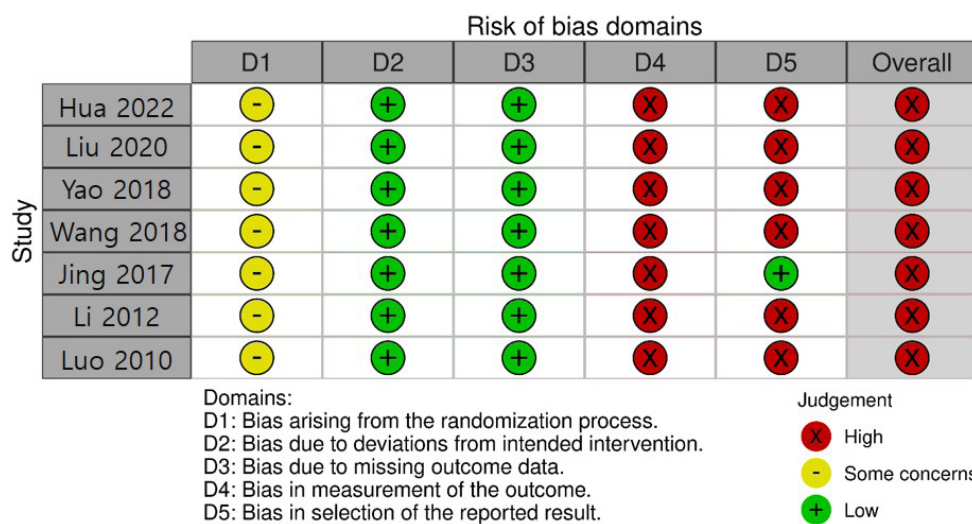 Risk of bias domains
D1 D2 D3 D4 D5 Overall
Study
Hua 2022 - + + X X X
Liu 2020 - + + X X X
Yao 2018 - + + X X X
Wang 2018 - + + X X X
Jing 2017 - + + X + X
Li 2012 - + + X X X
Luo 2010 - + + X X X
Domains:
D1: Bias arising from the randomization process.
D2: Bias due to deviations from intended intervention.
D3: Bias due to missing outcome data.
D4: Bias in measurement of the outcome.
D5: Bias in selection of the reported result.
Judgement
X High
- Some concerns
+ Low